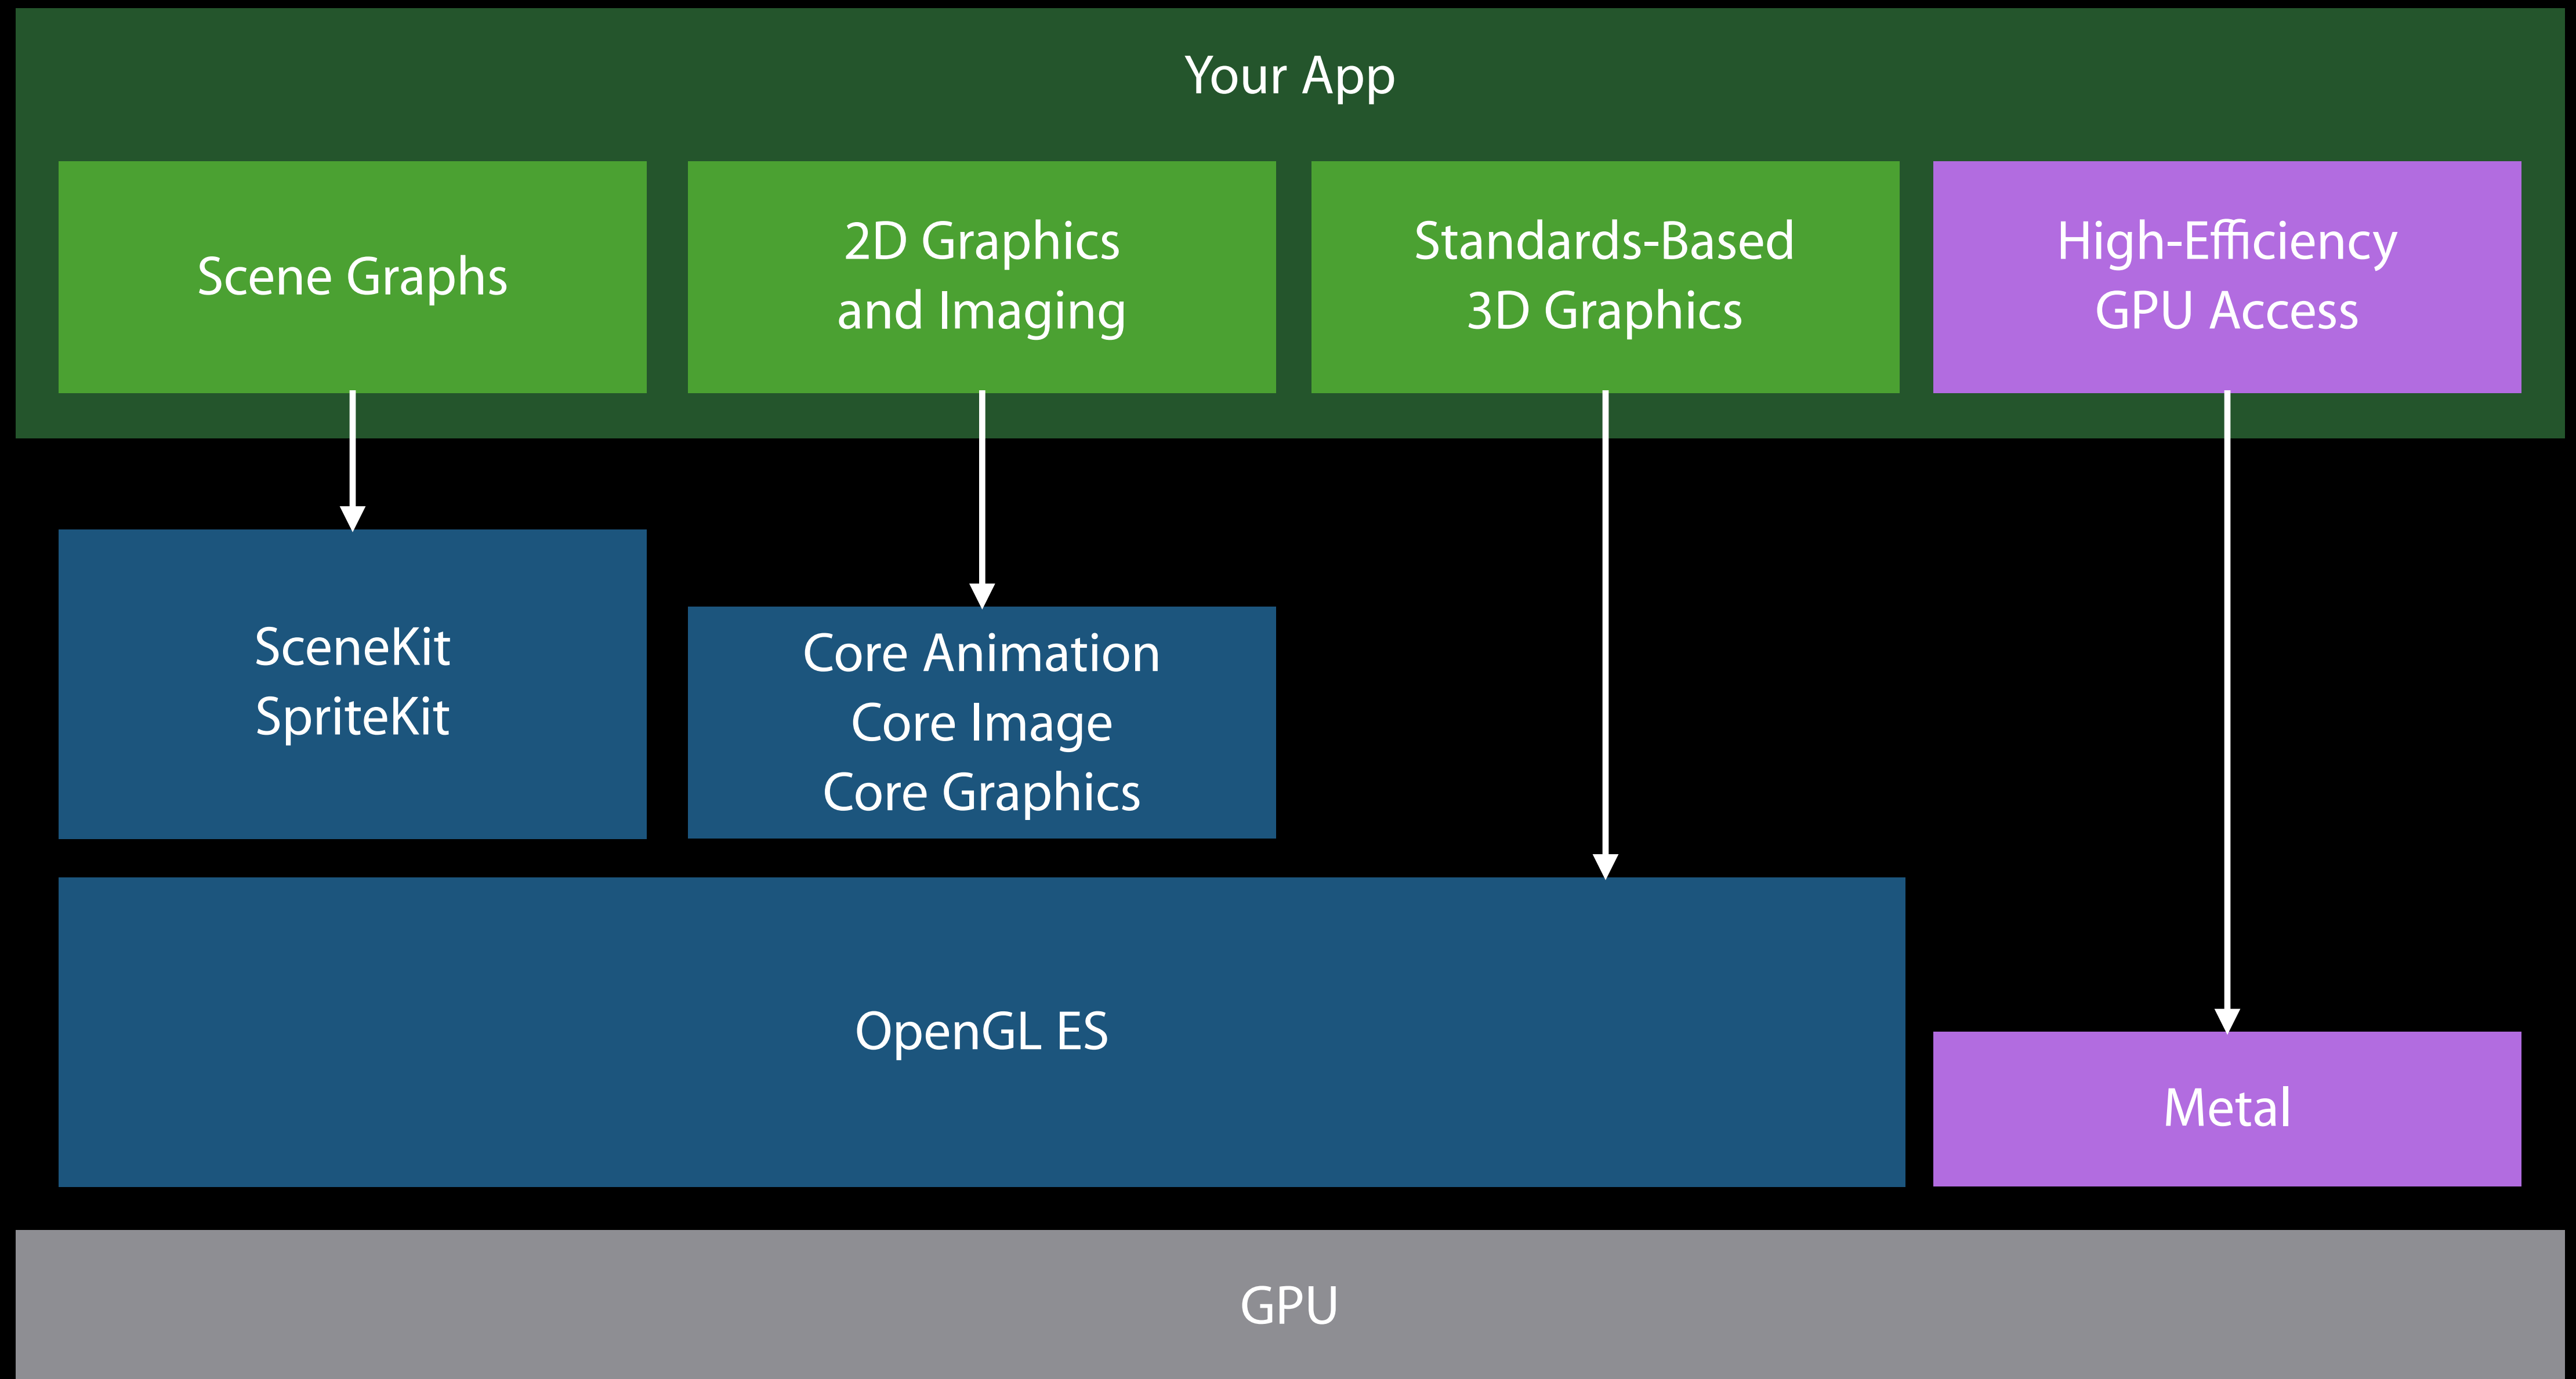 Your App
Scene Graphs
2D Graphics
and Imaging
Standards-Based
3D Graphics
High-Efficiency
GPU Access
SceneKit
SpriteKit
Core Animation
Core Image
Core Graphics
OpenGL ES
Metal
GPU